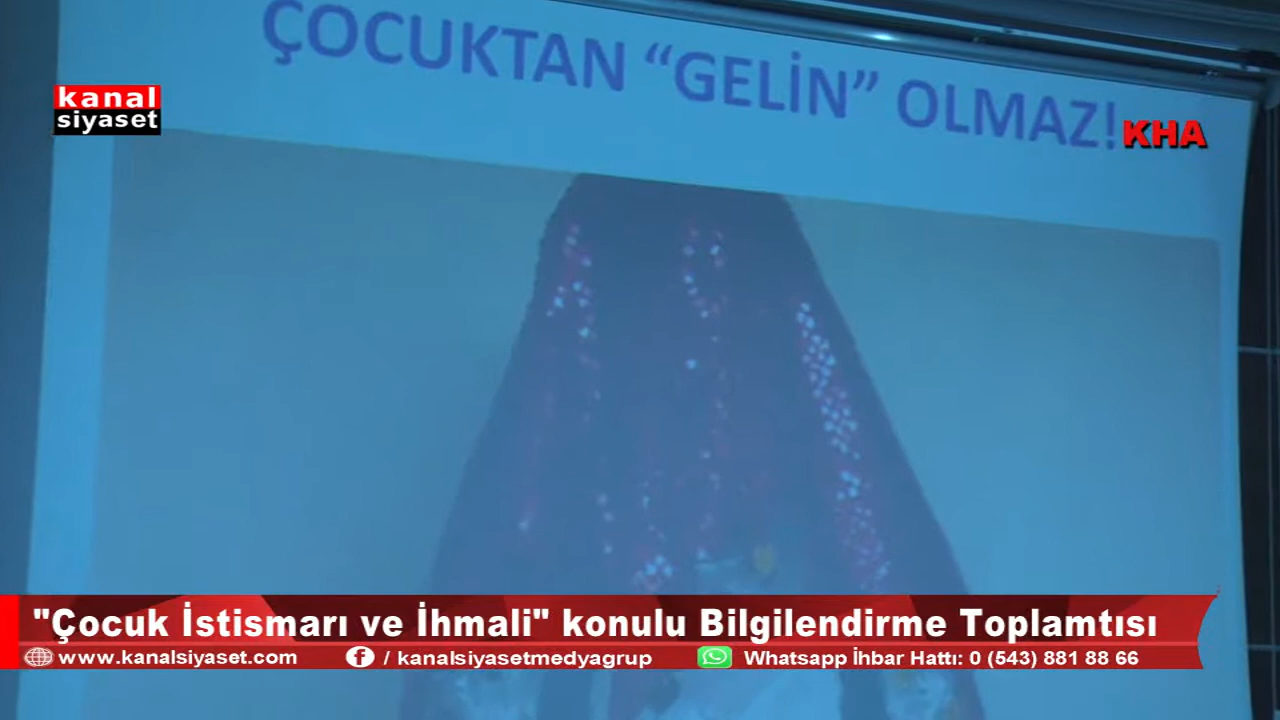 ÇOCUKTAN “GELİN” OLMAZ!
kanal
siyaset
KHA
"Çocuk İstismarı ve İhmali" konulu Bilgilendirme Toplamtısı
www.kanalsiyaset.com
/ kanalsiyasetmedyagrup
Whatsapp İhbar Hattı: 0 (543) 881 88 66